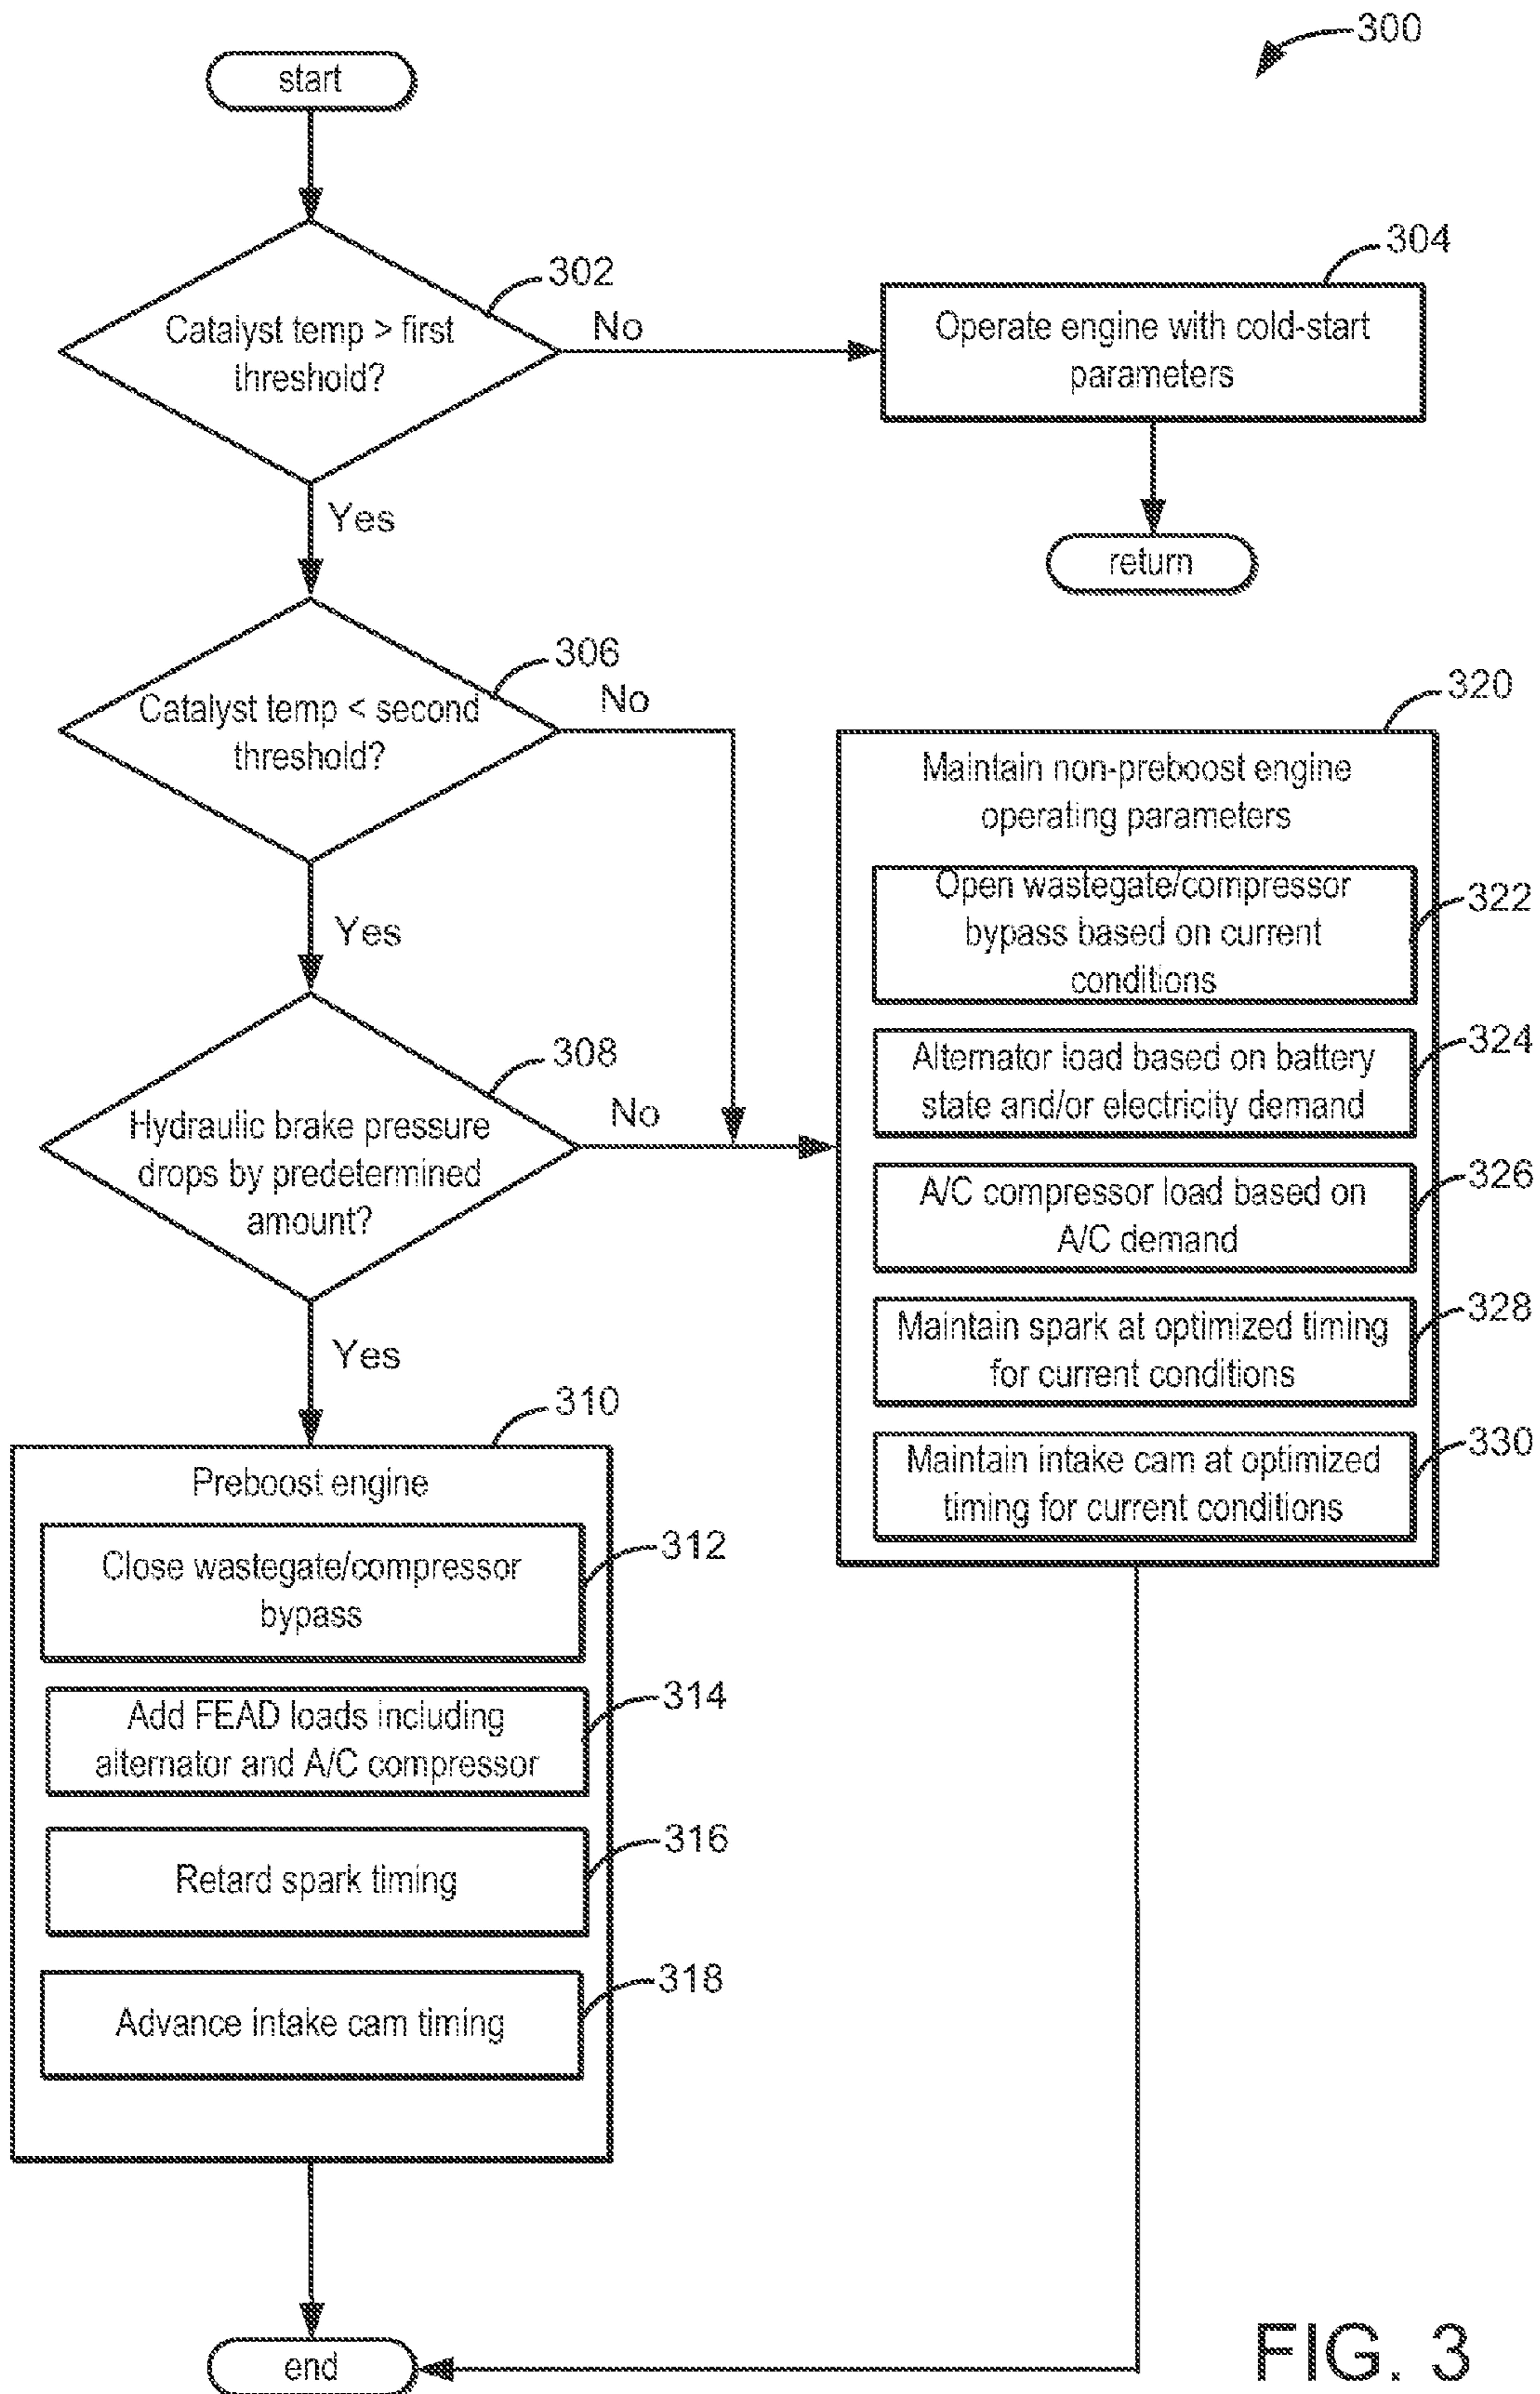 300
start
302
Catalyst temp > first
threshold?
No
304
Operate engine with cold-start
parameters
Yes
return
306
Catalyst temp < second
threshold?
No
Yes
308
Hydraulic brake pressure
drops by predetermined
amount?
No
Yes
320
Maintain non-preboost engine
operating parameters
Open wastegate/compressor
bypass based on current
conditions
322
Alternator load based on battery
state and/or electricity demand
324
A/C compressor load based on
A/C demand
326
Maintain spark at optimized timing
for current conditions
328
Maintain intake cam at optimized
timing for current conditions
330
310
Preboost engine
Close wastegate/compressor
bypass
312
Add FEAD loads including
alternator and A/C compressor
314
Retard spark timing
316
Advance intake cam timing
318
end
FIG. 3